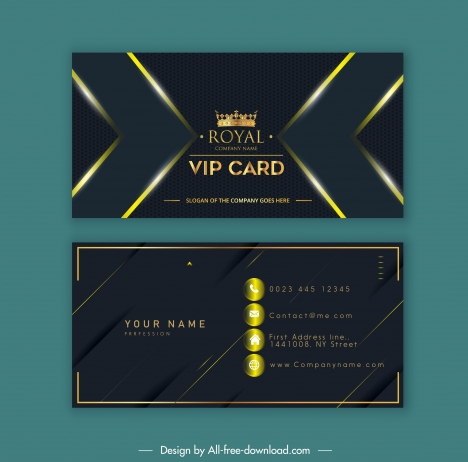 · ROYAL ·
COMPANY NAME
VIP CARD
SLOGAN OF THE COMPANY GOES HERE
YOUR NAME
PRFFESSION
0023 445 12345
Contact@me.com
First Address line..
1441008, NY Street
www.Companyname.com
Design by All-free-download.com